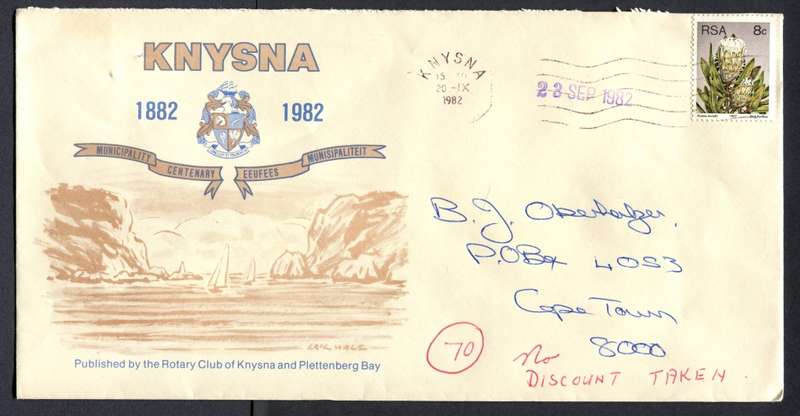 KNYSNA
1882 1982
MUNICIPALITY CENTENARY EEUFEES MUNISIPALITEIT
Published by the Rotary Club of Knysna and Plettenberg Bay
KNYSNA
20-IX
1982
23 SEP 1982
RSA 8c
B. J. Oberholzer,
P.O Box 4053
Cape Town
8000
70
No
DISCOUNT TAKEN